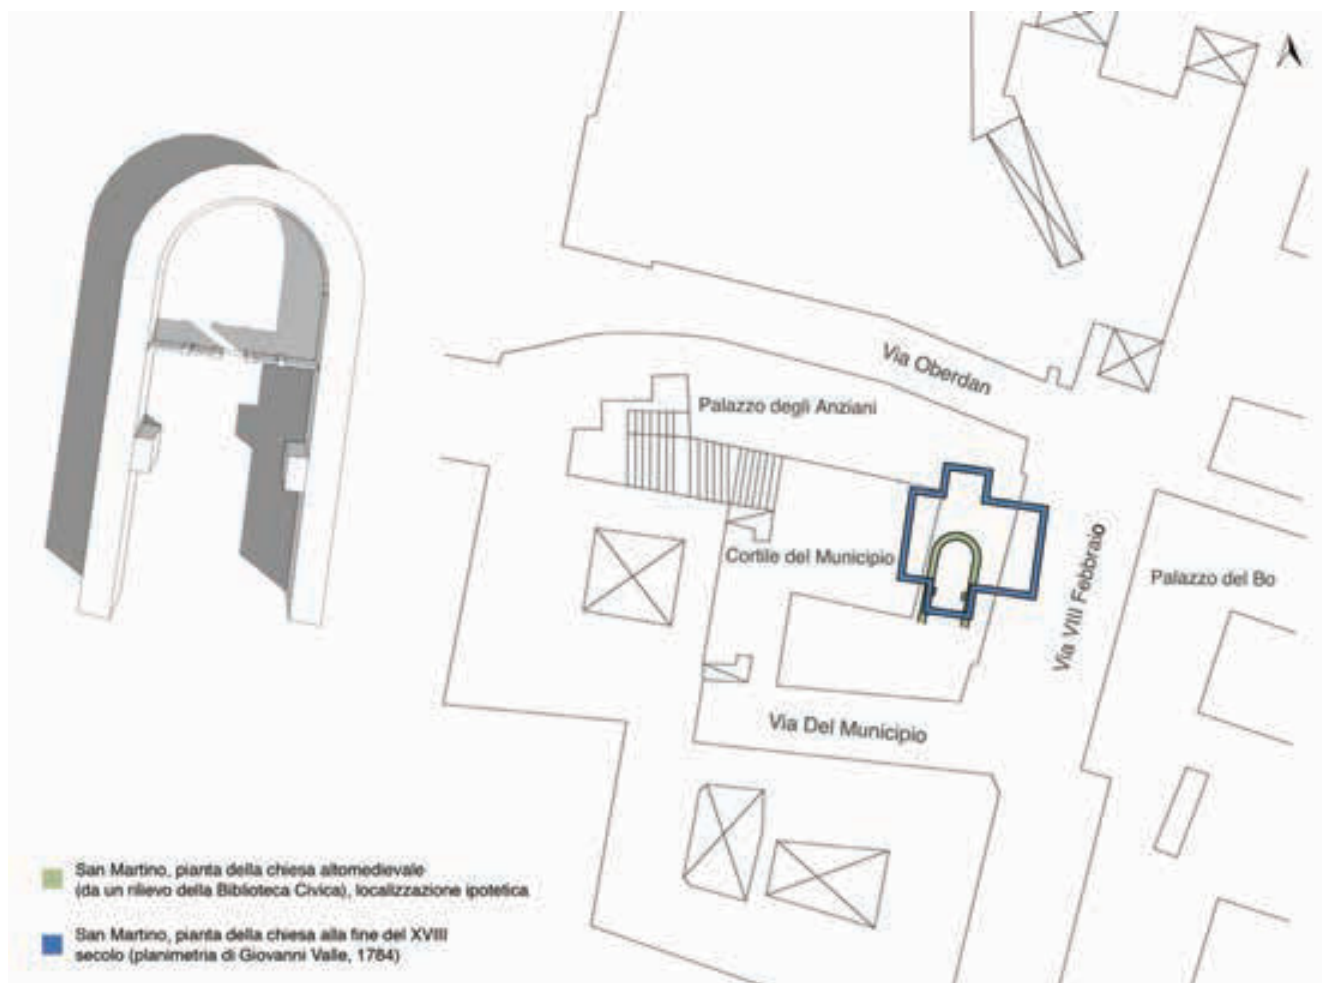 Via Oberdan
Palazzo degli Anziani
Cortile del Municipio
Via VIII Febbraio
Palazzo del Bo
Via Del Municipio
San Martino, pianta della chiesa altomedievale
(da un rilievo della Biblioteca Civica), localizzazione ipotetica
San Martino, pianta della chiesa alla fine del XVIII
secolo (planimetria di Giovanni Valle, 1784)